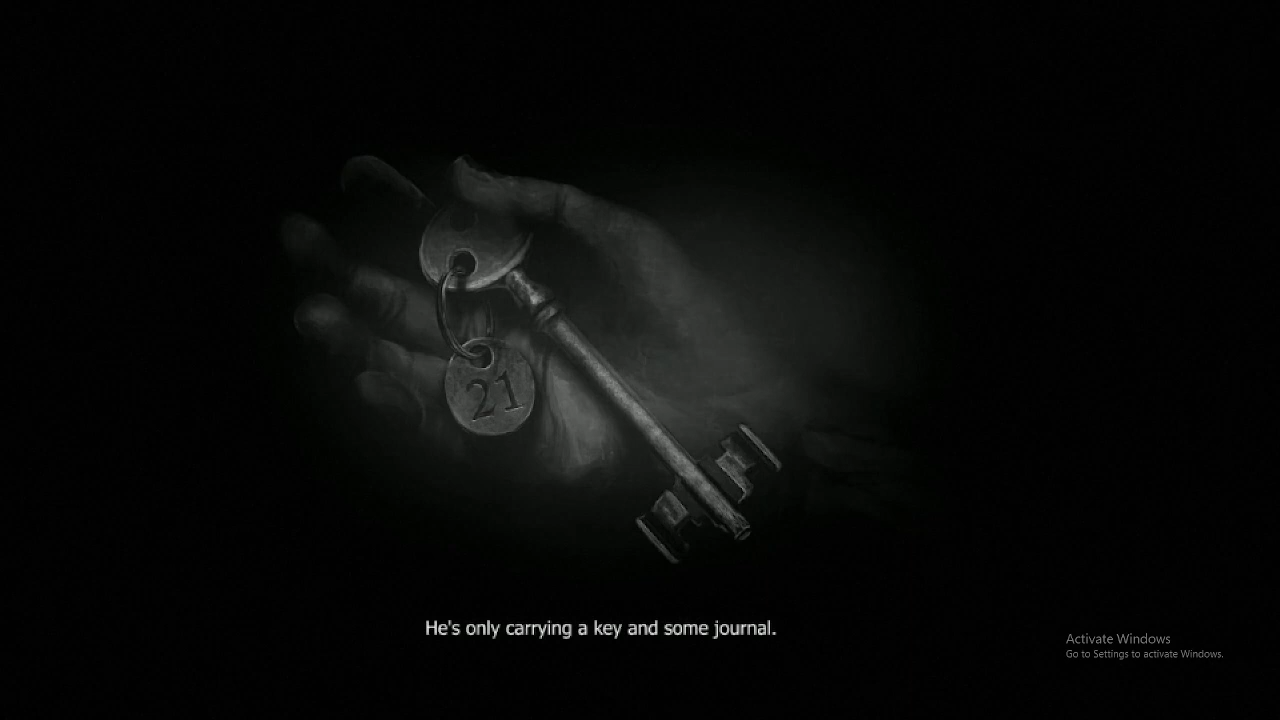 21
He's only carrying a key and some journal.
Activate Windows
Go to Settings to activate Windows.